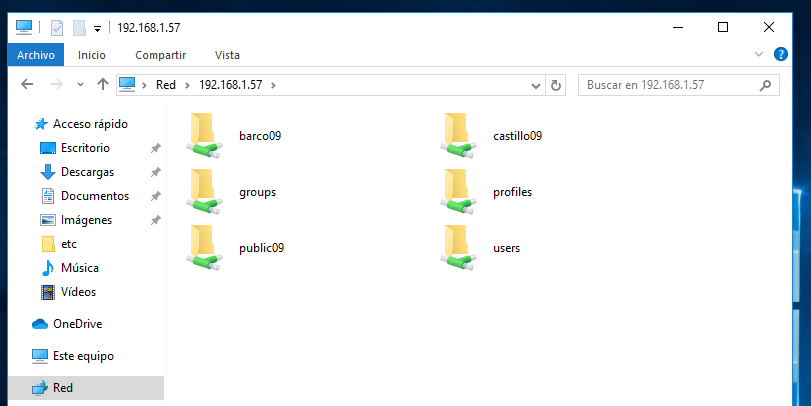 192.168.1.57
Archivo Inicio Compartir Vista
Red 192.168.1.57 Buscar en 192.168.1.57
Acceso rápido
Escritorio
Descargas
Documentos
Imágenes
etc
Música
Vídeos
OneDrive
Este equipo
Red
barco09 castillo09
groups profiles
public09 users